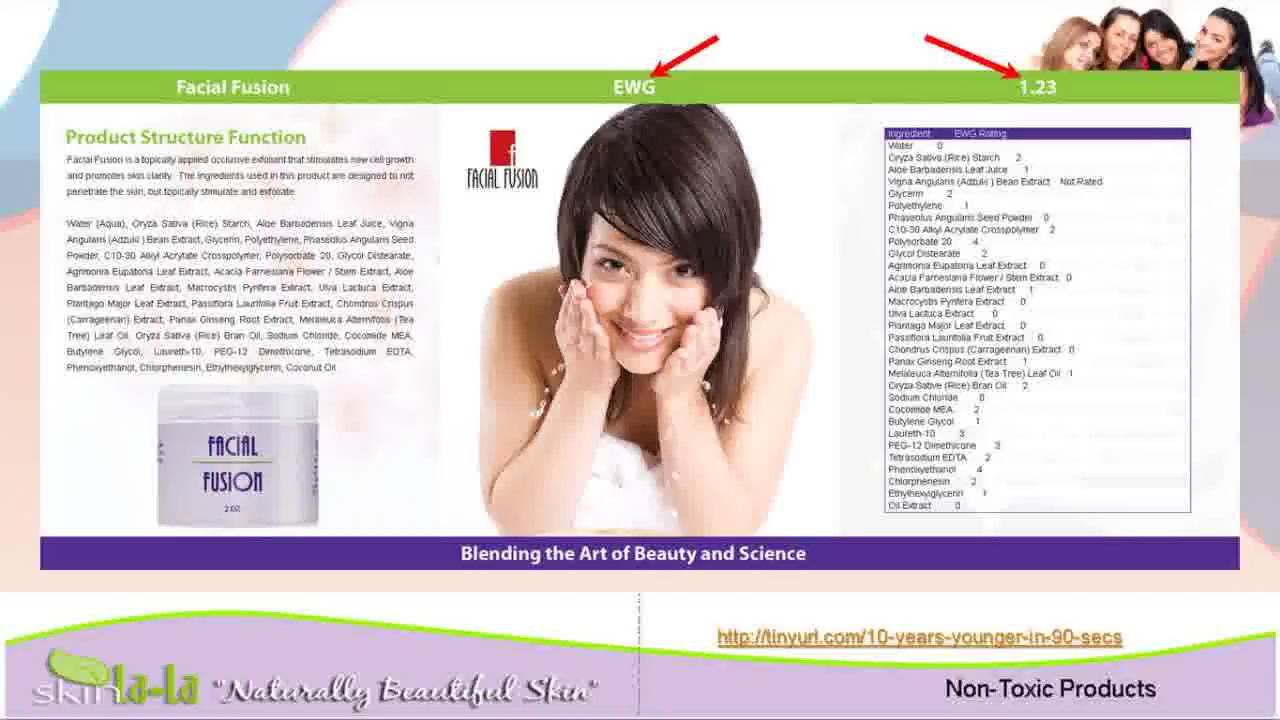 Facial Fusion
EWG
1.23
Product Structure Function
Facial Fusion is a topically applied occlusive exfoliant that stimulates new cell growth
and promotes skin clarity. The ingredients used in this product are designed to not
penetrate the skin, but topically stimulate and exfoliate.
Water (Aqua), Oryza Sativa (Rice) Starch, Aloe Barbadensis Leaf Juice, Vigna
Angularis (Adzuki) Bean Extract, Glycerin, Polyethylene, Phaseolus Angularis Seed
Powder, C10-30 Alkyl Acrylate Crosspolymer, Polysorbate 20, Glycol Distearate,
Agrimonia Eupatoria Leaf Extract, Acacia Farnesiana Flower / Stem Extract, Aloe
Barbadensis Leaf Extract, Macrocystis Pyrifera Extract, Ulva Lactuca Extract,
Plantago Major Leaf Extract, Passiflora Laurifolia Fruit Extract, Chondrus Crispus
(Carrageenan) Extract, Panax Ginseng Root Extract, Melaleuca Alternifolia (Tea
Tree) Leaf Oil, Oryza Sativa (Rice) Bran Oil, Sodium Chloride, Cocomide MEA,
Butylene Glycol, Laureth-10, PEG-12 Dimethicone, Tetrasodium EDTA,
Phenoxyethanol, Chlorphenesin, Ethylhexylglycerin, Coconut Oil
FACIAL
FUSION
2 OZ
f
FACIAL FUSION
Ingredient EWG Rating
Water 0
Oryza Sativa (Rice) Starch 2
Aloe Barbadensis Leaf Juice 1
Vigna Angularis (Adzuki ) Bean Extract Not Rated
Glycerin 2
Polyethylene 1
Phaseolus Angularis Seed Powder 0
C10-30 Alkyl Acrylate Crosspolymer 2
Polysorbate 20 4
Glycol Distearate 2
Agrimonia Eupatoria Leaf Extract 0
Acacia Farnesiana Flower / Stem Extract 0
Aloe Barbadensis Leaf Extract 1
Macrocystis Pyrifera Extract 0
Ulva Lactuca Extract 0
Plantago Major Leaf Extract 0
Passiflora Laurifolia Fruit Extract 0
Chondrus Crispus (Carrageenan) Extract 0
Panax Ginseng Root Extract 1
Melaleuca Alternifolia (Tea Tree) Leaf Oil 1
Oryza Sative (Rice) Bran Oil 2
Sodium Chloride 0
Cocomide MEA 2
Butylene Glycol 1
Laureth-10 3
PEG-12 Dimethicone 3
Tetrasodium EDTA 2
Phenoxyethanol 4
Chlorphenesin 2
Ethylhexylglycerin 1
Oil Extract 0
Blending the Art of Beauty and Science
http://tinyurl.com/10-years-younger-in-90-secs
skin la-la "Naturally Beautiful Skin"
Non-Toxic Products